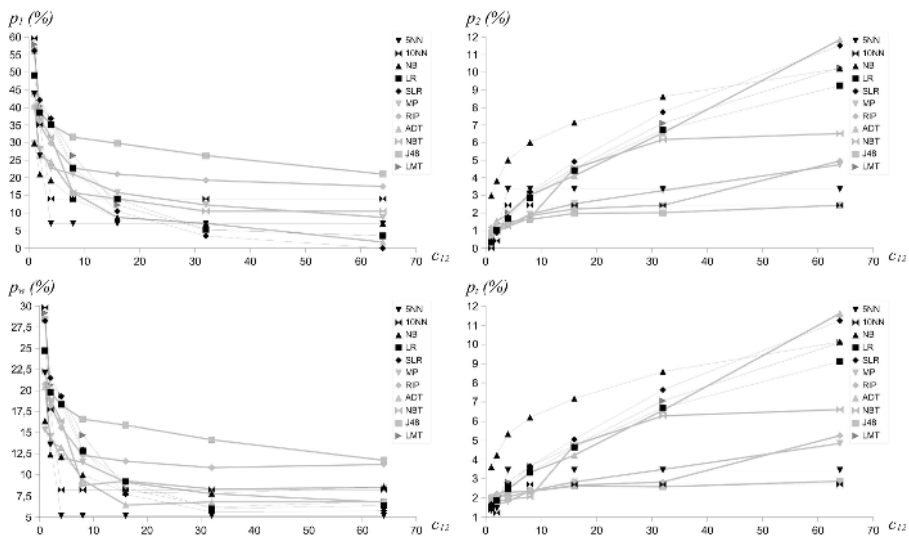 p₁ (%)
60
55
50
45
40
35
30
25
20
15
10
5
0
0 10 20 30 40 50 60 70
c₁₂
5NN
10NN
NB
LR
SLR
MP
RIP
ADT
NBT
J48
LMT
p₂ (%)
12
11
10
9
8
7
6
5
4
3
2
1
0
0 10 20 30 40 50 60 70
c₁₂
5NN
10NN
NB
LR
SLR
MP
RIP
ADT
NBT
J48
LMT
p_w (%)
30
27,5
25
22,5
20
17,5
15
12,5
10
7,5
5
0 10 20 30 40 50 60 70
c₁₂
5NN
10NN
NB
LR
SLR
MP
RIP
ADT
NBT
J48
LMT
p_t (%)
12
11
10
9
8
7
6
5
4
3
2
1
0 10 20 30 40 50 60 70
c₁₂
5NN
10NN
NB
LR
SLR
MP
RIP
ADT
NBT
J48
LMT